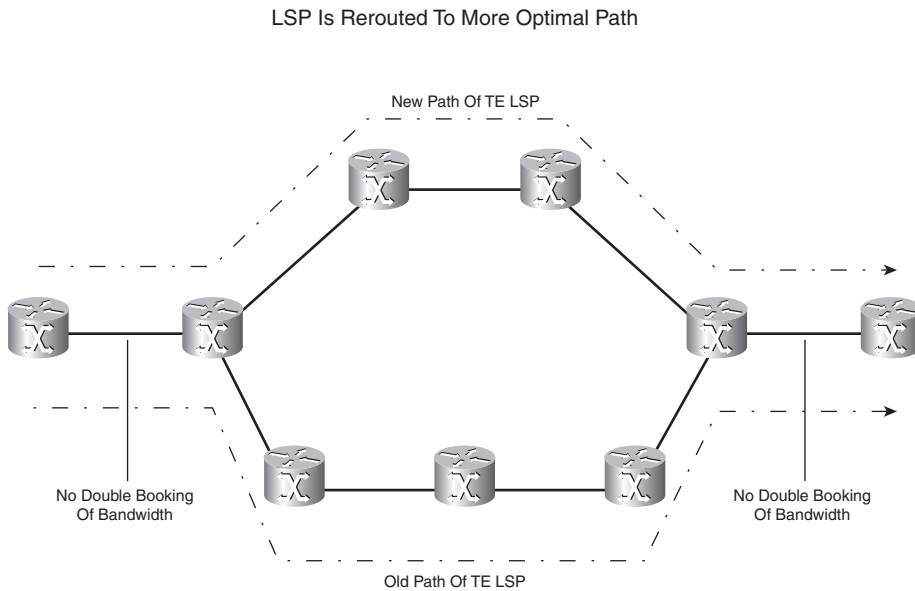 LSP Is Rerouted To More Optimal Path
New Path Of TE LSP
No Double Booking
Of Bandwidth
No Double Booking
Of Bandwidth
Old Path Of TE LSP